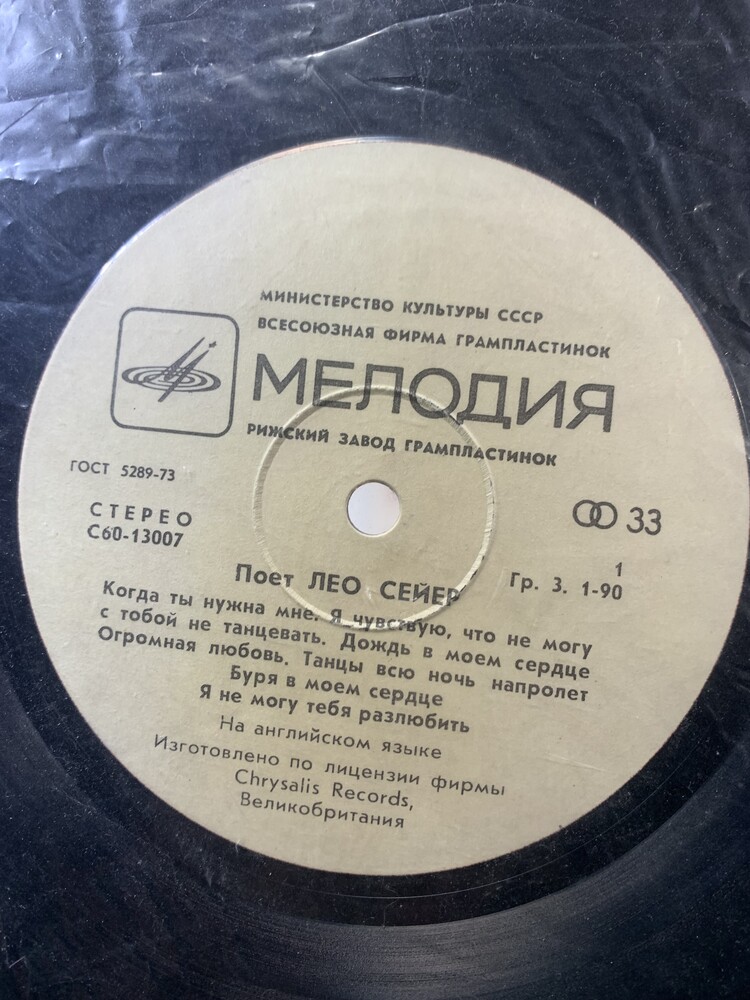 МИНИСТЕРСТВО КУЛЬТУРЫ СССР
ВСЕСОЮЗНАЯ ФИРМА ГРАМПЛАСТИНОК
МЕЛОДИЯ
РИЖСКИЙ ЗАВОД ГРАМПЛАСТИНОК
ГОСТ 5289-73
СТЕРЕО
С60-13007
33
1
Гр. 3. 1-90
Поет ЛЕО СЕЙЕР
Когда ты нужна мне. Я чувствую, что не могу
с тобой не танцевать. Дождь в моем сердце
Огромная любовь. Танцы всю ночь напролет
Буря в моем сердце
Я не могу тебя разлюбить
На английском языке
Изготовлено по лицензии фирмы
Chrysalis Records,
Великобритания